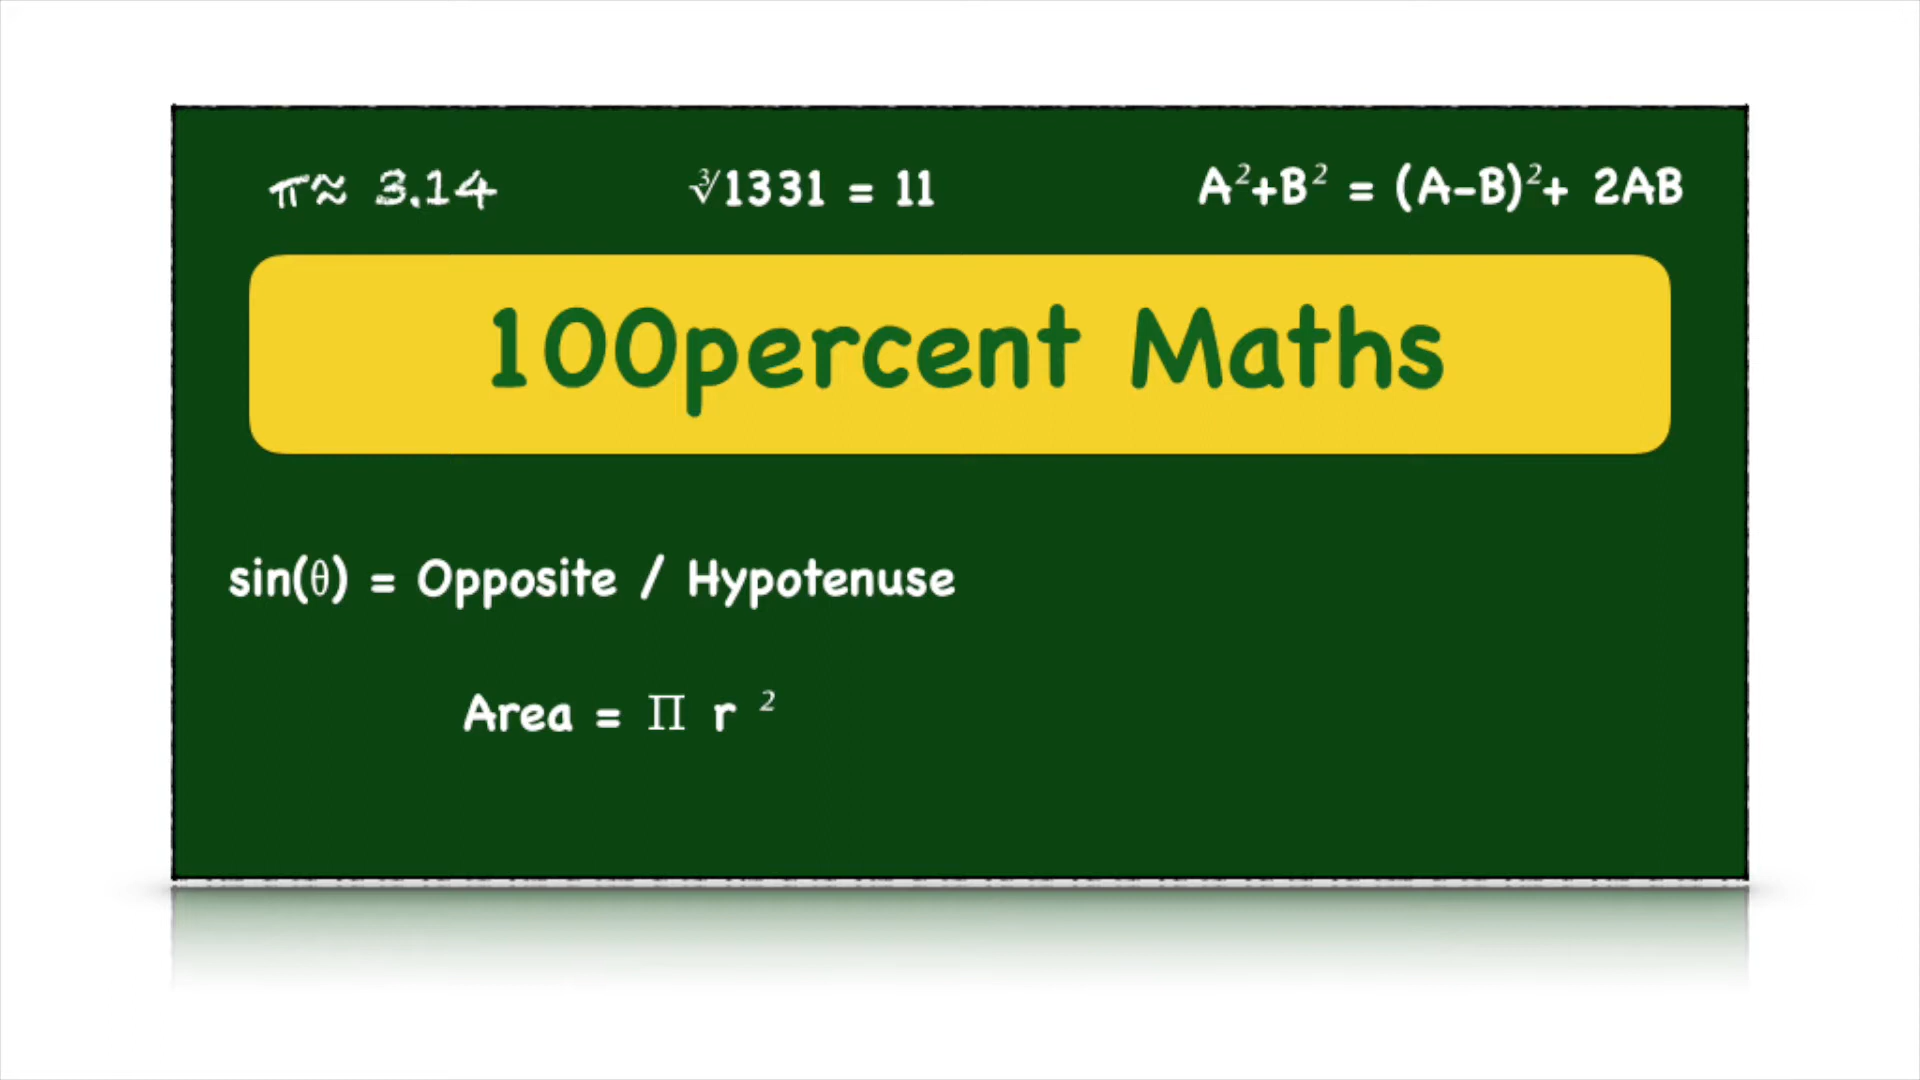 π≈ 3.14
∛1331 = 11
A²+B² = (A-B)²+ 2AB
100percent Maths
sin(θ) = Opposite / Hypotenuse
Area = Π r ²